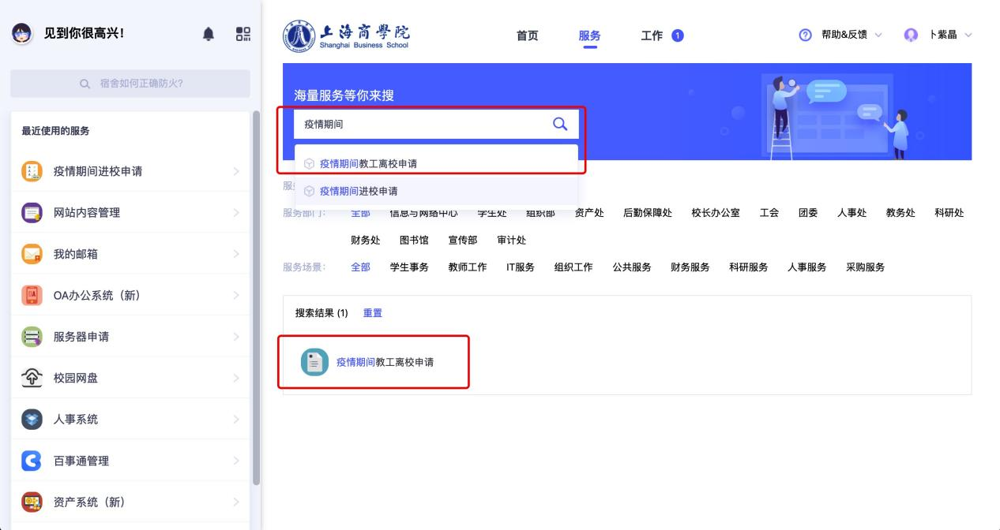 见到你很高兴!
宿舍如何正确防火?
最近使用的服务
疫情期间进校申请
网站内容管理
我的邮箱
OA办公系统（新）
服务器申请
校园网盘
人事系统
百事通管理
资产系统（新）
上海商學院
Shanghai Business School
首页 服务 工作 1
帮助&反馈 卜紫晶
海量服务等你来搜
疫情期间
疫情期间教工离校申请
疫情期间进校申请
服务部门: 全部 信息与网络中心 学生处 组织部 资产处 后勤保障处 校长办公室 工会 团委 人事处 教务处 科研处
财务处 图书馆 宣传部 审计处
服务场景: 全部 学生事务 教师工作 IT服务 组织工作 公共服务 财务服务 科研服务 人事服务 采购服务
搜索结果 (1) 重置
疫情期间教工离校申请